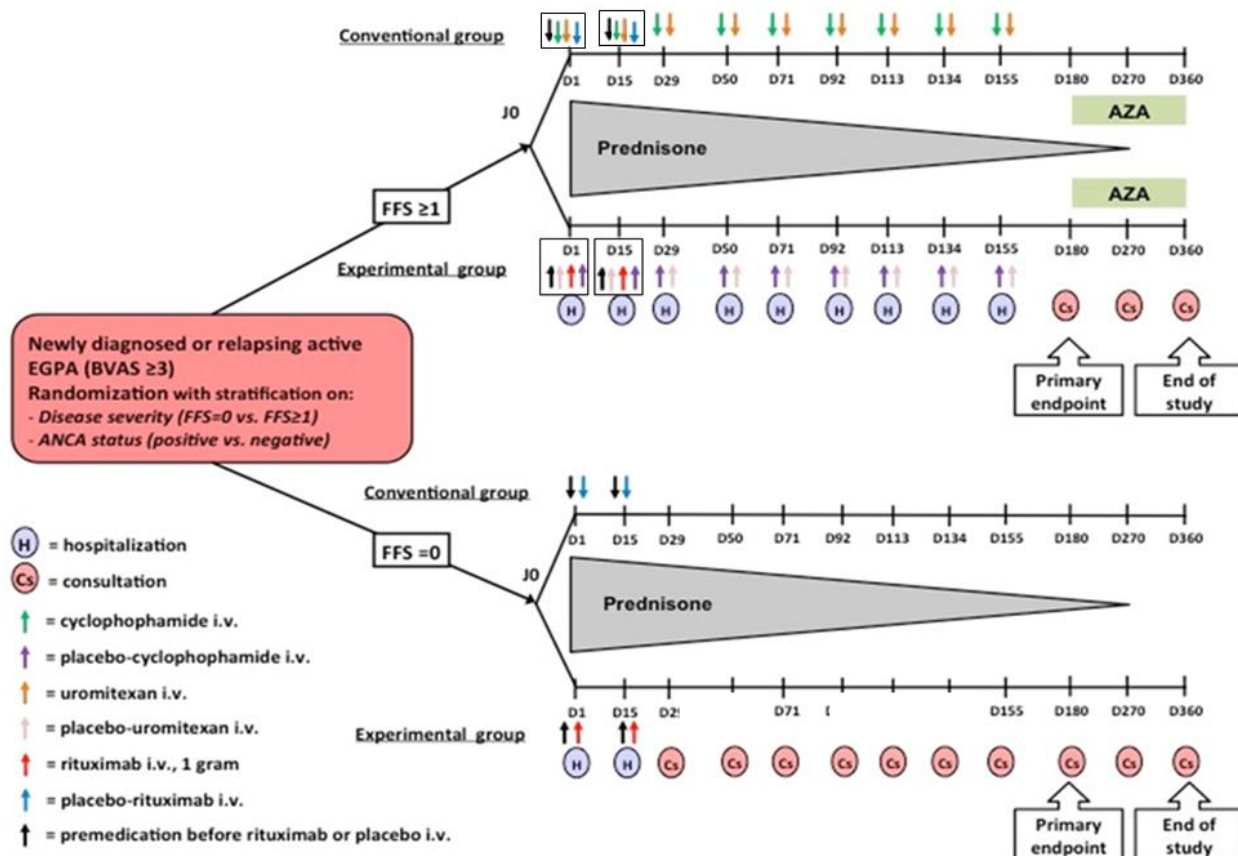 Conventional group
D1 D15 D29 D50 D71 D92 D113 D134 D155 D180 D270 D360
J0
AZA
Prednisone
FFS ≥1
AZA
D1 D15 D29 D50 D71 D92 D113 D134 D155 D180 D270 D360
Experimental group
H H H H H H H H H Cs Cs Cs
Newly diagnosed or relapsing active
EGPA (BVAS ≥3)
Randomization with stratification on:
- Disease severity (FFS=0 vs. FFS≥1)
- ANCA status (positive vs. negative)
Primary
endpoint
End of
study
Conventional group
D1 D15 D29 D50 D71 D92 D113 D134 D155 D180 D270 D360
FFS =0
J0
Prednisone
D1 D15 D71 D155 D180 D270 D360
Experimental group
H H Cs Cs Cs Cs Cs Cs Cs Cs Cs Cs
Primary
endpoint
End of
study
H = hospitalization
Cs = consultation
= cyclophophamide i.v.
= placebo-cyclophophamide i.v.
= uromitexan i.v.
= placebo-uromitexan i.v.
= rituximab i.v., 1 gram
= placebo-rituximab i.v.
= premedication before rituximab or placebo i.v.